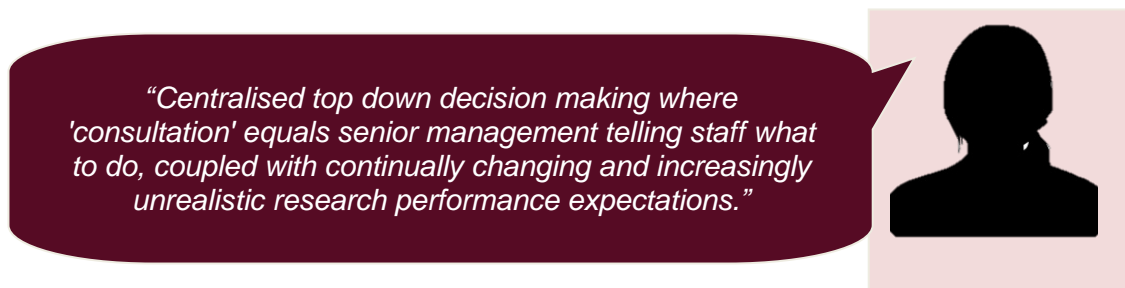 “Centralised top down decision making where
'consultation' equals senior management telling staff what
to do, coupled with continually changing and increasingly
unrealistic research performance expectations.”